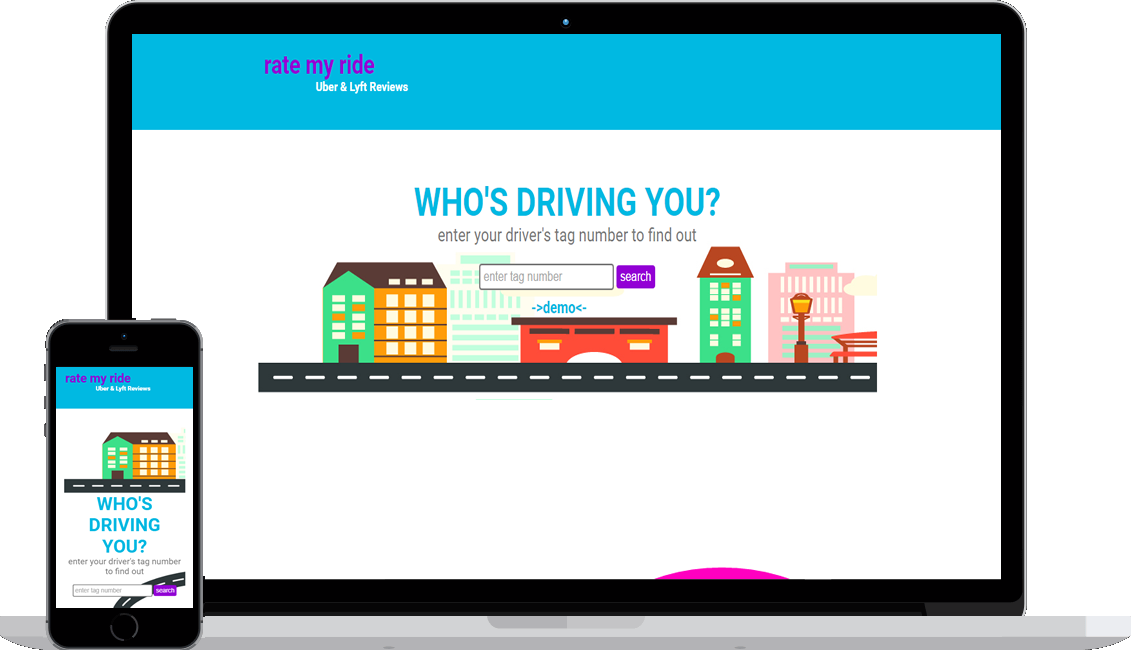 rate my ride
Uber & Lyft Reviews
WHO'S DRIVING YOU?
enter your driver's tag number to find out
enter tag number
search
->demo<-
rate my ride
Uber & Lyft Reviews
WHO'S
DRIVING
YOU?
enter your driver's tag number
to find out
enter tag number
search